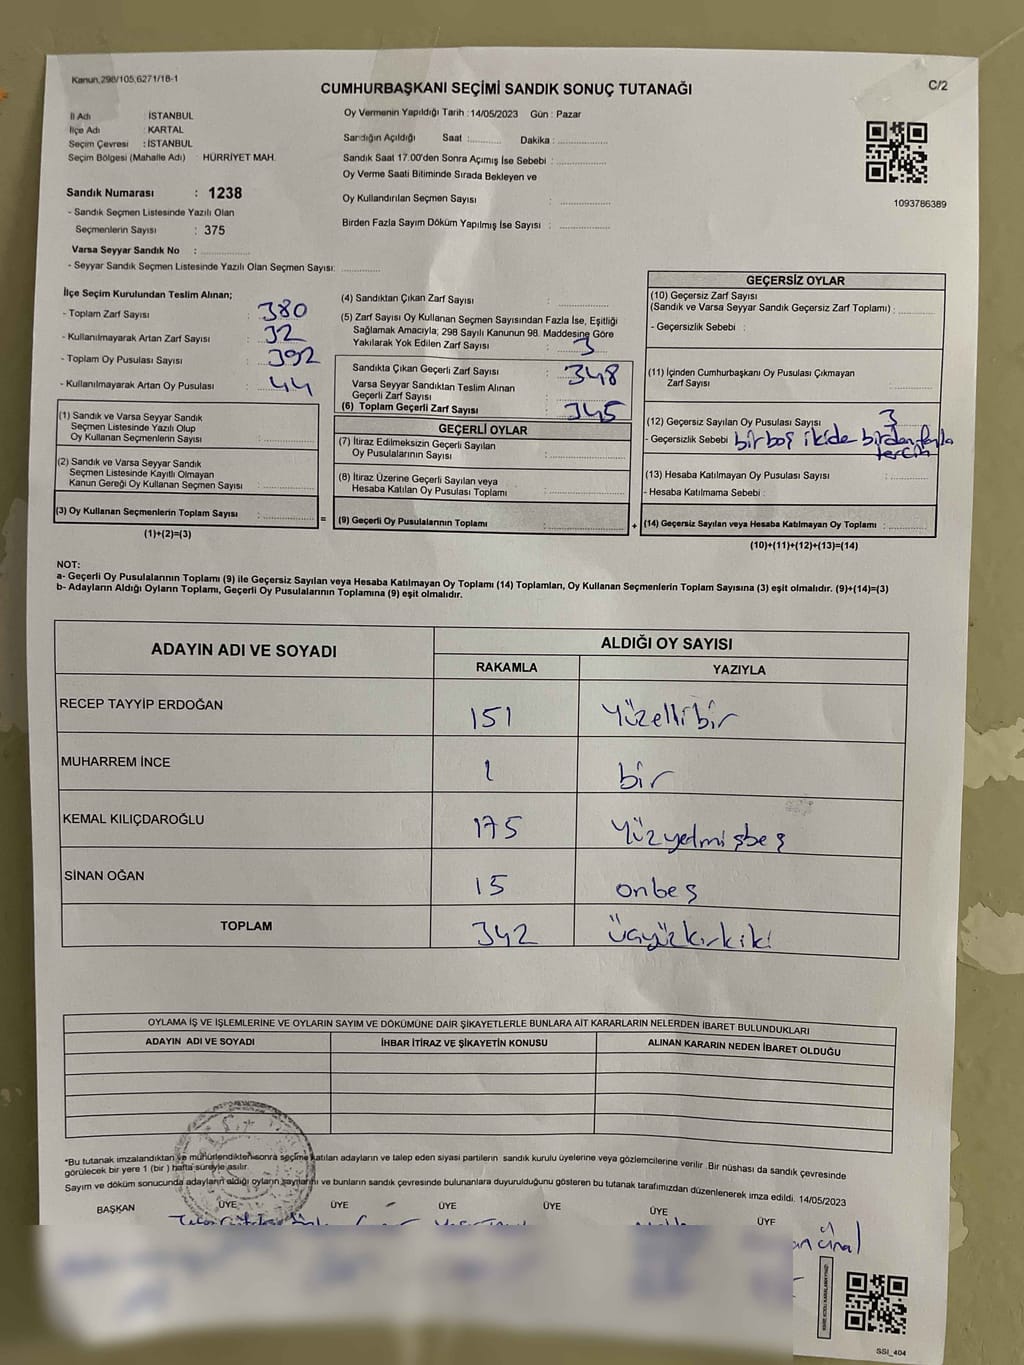 Kanun,298/105,6271/18-1
CUMHURBAŞKANI SEÇİMİ SANDIK SONUÇ TUTANAĞI
C/2
İl Adı : İSTANBUL
İlçe Adı : KARTAL
Seçim Çevresi : İSTANBUL
Seçim Bölgesi (Mahalle Adı) : HÜRRİYET MAH.
Sandık Numarası : 1238
- Sandık Seçmen Listesinde Yazılı Olan
Seçmenlerin Sayısı : 375
Varsa Seyyar Sandık No :
- Seyyar Sandık Seçmen Listesinde Yazılı Olan Seçmen Sayısı:
Oy Vermenin Yapıldığı Tarih : 14/05/2023 Gün : Pazar
Sandığın Açıldığı Saat : Dakika :
Sandık Saat 17.00'den Sonra Açımış İse Sebebi :
Oy Verme Saati Bitiminde Sırada Bekleyen ve
Oy Kullandırılan Seçmen Sayısı :
Birden Fazla Sayım Döküm Yapılmış İse Sayısı :
1093786389
İlçe Seçim Kurulundan Teslim Alınan;
- Toplam Zarf Sayısı : 380
- Kullanılmayarak Artan Zarf Sayısı : 32
- Toplam Oy Pusulası Sayısı : 392
- Kullanılmayarak Artan Oy Pusulası : 44
(1) Sandık ve Varsa Seyyar Sandık
Seçmen Listesinde Yazılı Olup
Oy Kullanan Seçmenlerin Sayısı :
(2) Sandık ve Varsa Seyyar Sandık
Seçmen Listesinde Kayıtlı Olmayan
Kanun Gereği Oy Kullanan Seçmen Sayısı :
(3) Oy Kullanan Seçmenlerin Toplam Sayısı :
(1)+(2)=(3)
=
(4) Sandıktan Çıkan Zarf Sayısı :
(5) Zarf Sayısı Oy Kullanan Seçmen Sayısından Fazla İse, Eşitliği
Sağlamak Amacıyla; 298 Sayılı Kanunun 98. Maddesine Göre
Yakılarak Yok Edilen Zarf Sayısı : 3
Sandıkta Çıkan Geçerli Zarf Sayısı : 348
Varsa Seyyar Sandıktan Teslim Alınan
Geçerli Zarf Sayısı :
(6) Toplam Geçerli Zarf Sayısı : 345
GEÇERLİ OYLAR
(7) İtiraz Edilmeksizin Geçerli Sayılan
Oy Pusulalarının Sayısı :
(8) İtiraz Üzerine Geçerli Sayılan veya
Hesaba Katılan Oy Pusulası Toplamı :
(9) Geçerli Oy Pusulalarının Toplamı :
+
GEÇERSİZ OYLAR
(10) Geçersiz Zarf Sayısı
(Sandık ve Varsa Seyyar Sandık Geçersiz Zarf Toplamı) :
- Geçersizlik Sebebi :
(11) İçinden Cumhurbaşkanı Oy Pusulası Çıkmayan
Zarf Sayısı :
(12) Geçersiz Sayılan Oy Pusulası Sayısı : 3
- Geçersizlik Sebebi : bir boş ikide birden fazla
tercih
(13) Hesaba Katılmayan Oy Pusulası Sayısı :
- Hesaba Katılmama Sebebi :
(14) Geçersiz Sayılan veya Hesaba Katılmayan Oy Toplamı :
(10)+(11)+(12)+(13)=(14)
NOT:
a- Geçerli Oy Pusulalarının Toplamı (9) ile Geçersiz Sayılan veya Hesaba Katılmayan Oy Toplamı (14) Toplamları, Oy Kullanan Seçmenlerin Toplam Sayısına (3) eşit olmalıdır. (9)+(14)=(3)
b- Adayların Aldığı Oyların Toplamı, Geçerli Oy Pusulalarının Toplamına (9) eşit olmalıdır.
ADAYIN ADI VE SOYADI ALDIĞI OY SAYISI
RAKAMLA YAZIYLA
RECEP TAYYİP ERDOĞAN 151 Yüzellibir
MUHARREM İNCE 1 bir
KEMAL KILIÇDAROĞLU 175 Yüzyetmişbeş
SİNAN OĞAN 15 onbeş
TOPLAM 342 üçyüzkırkiki
OYLAMA İŞ VE İŞLEMLERİNE VE OYLARIN SAYIM VE DÖKÜMÜNE DAİR ŞİKAYETLERLE BUNLARA AİT KARARLARIN NELERDEN İBARET BULUNDUKLARI
ADAYIN ADI VE SOYADI İHBAR İTİRAZ VE ŞİKAYETİN KONUSU ALINAN KARARIN NEDEN İBARET OLDUĞU
*Bu tutanak imzalandıktan ve mühürlendikten sonra seçime katılan adayların ve talep eden siyasi partilerin sandık kurulu üyelerine veya gözlemcilerine verilir. Bir nüshası da sandık çevresinde
görülecek bir yere 1 (bir ) hafta süreyle asılır.
Sayım ve döküm sonucunda adayların aldığı oyların sayılarını ve bunların sandık çevresinde bulunanlara duyurulduğunu gösteren bu tutanak tarafımızdan düzenlenerek imza edildi. 14/05/2023
BAŞKAN ÜYE ÜYE ÜYE ÜYE ÜYE ÜYE
SSI_404